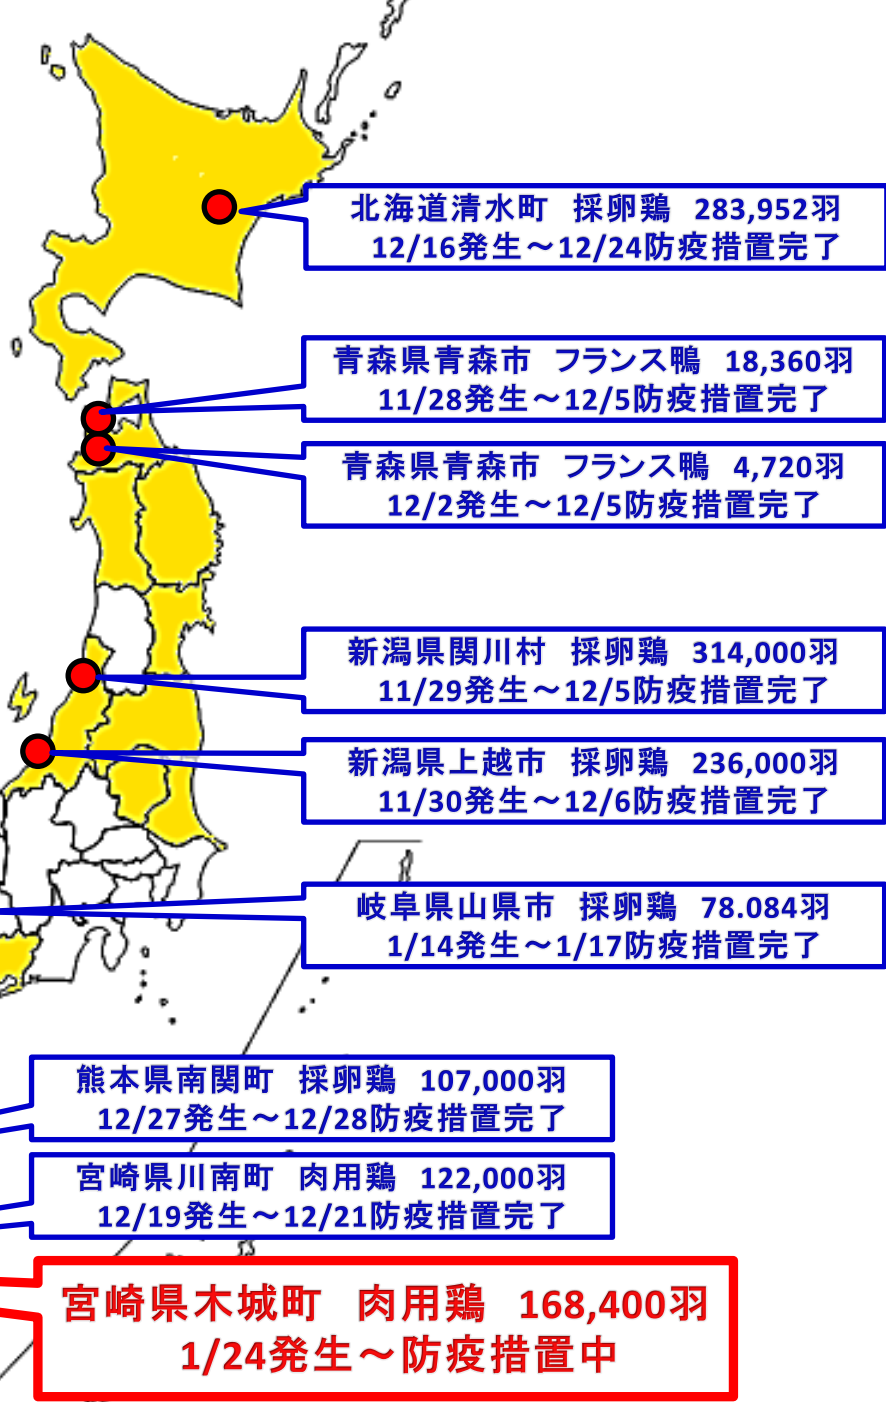 北海道清水町　採卵鶏　283,952羽
12/16発生～12/24防疫措置完了
青森県青森市　フランス鴨　18,360羽
11/28発生～12/5防疫措置完了
青森県青森市　フランス鴨　4,720羽
12/2発生～12/5防疫措置完了
新潟県関川村　採卵鶏　314,000羽
11/29発生～12/5防疫措置完了
新潟県上越市　採卵鶏　236,000羽
11/30発生～12/6防疫措置完了
岐阜県山県市　採卵鶏　78.084羽
1/14発生～1/17防疫措置完了
熊本県南関町　採卵鶏　107,000羽
12/27発生～12/28防疫措置完了
宮崎県川南町　肉用鶏　122,000羽
12/19発生～12/21防疫措置完了
宮崎県木城町　肉用鶏　168,400羽
1/24発生～防疫措置中